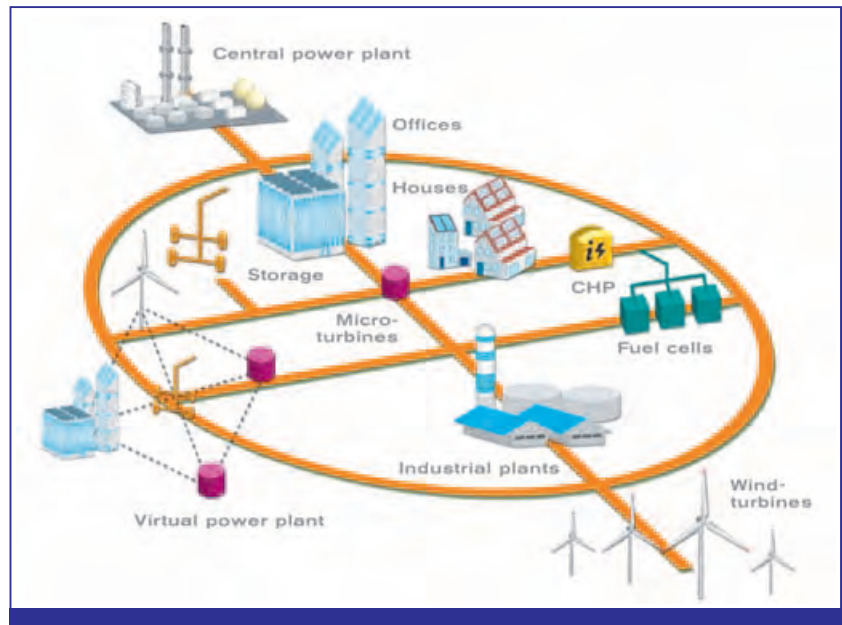 Central power plant
Offices
Houses
Storage
CHP
Micro-
turbines
Fuel cells
Industrial plants
Wind-
turbines
Virtual power plant